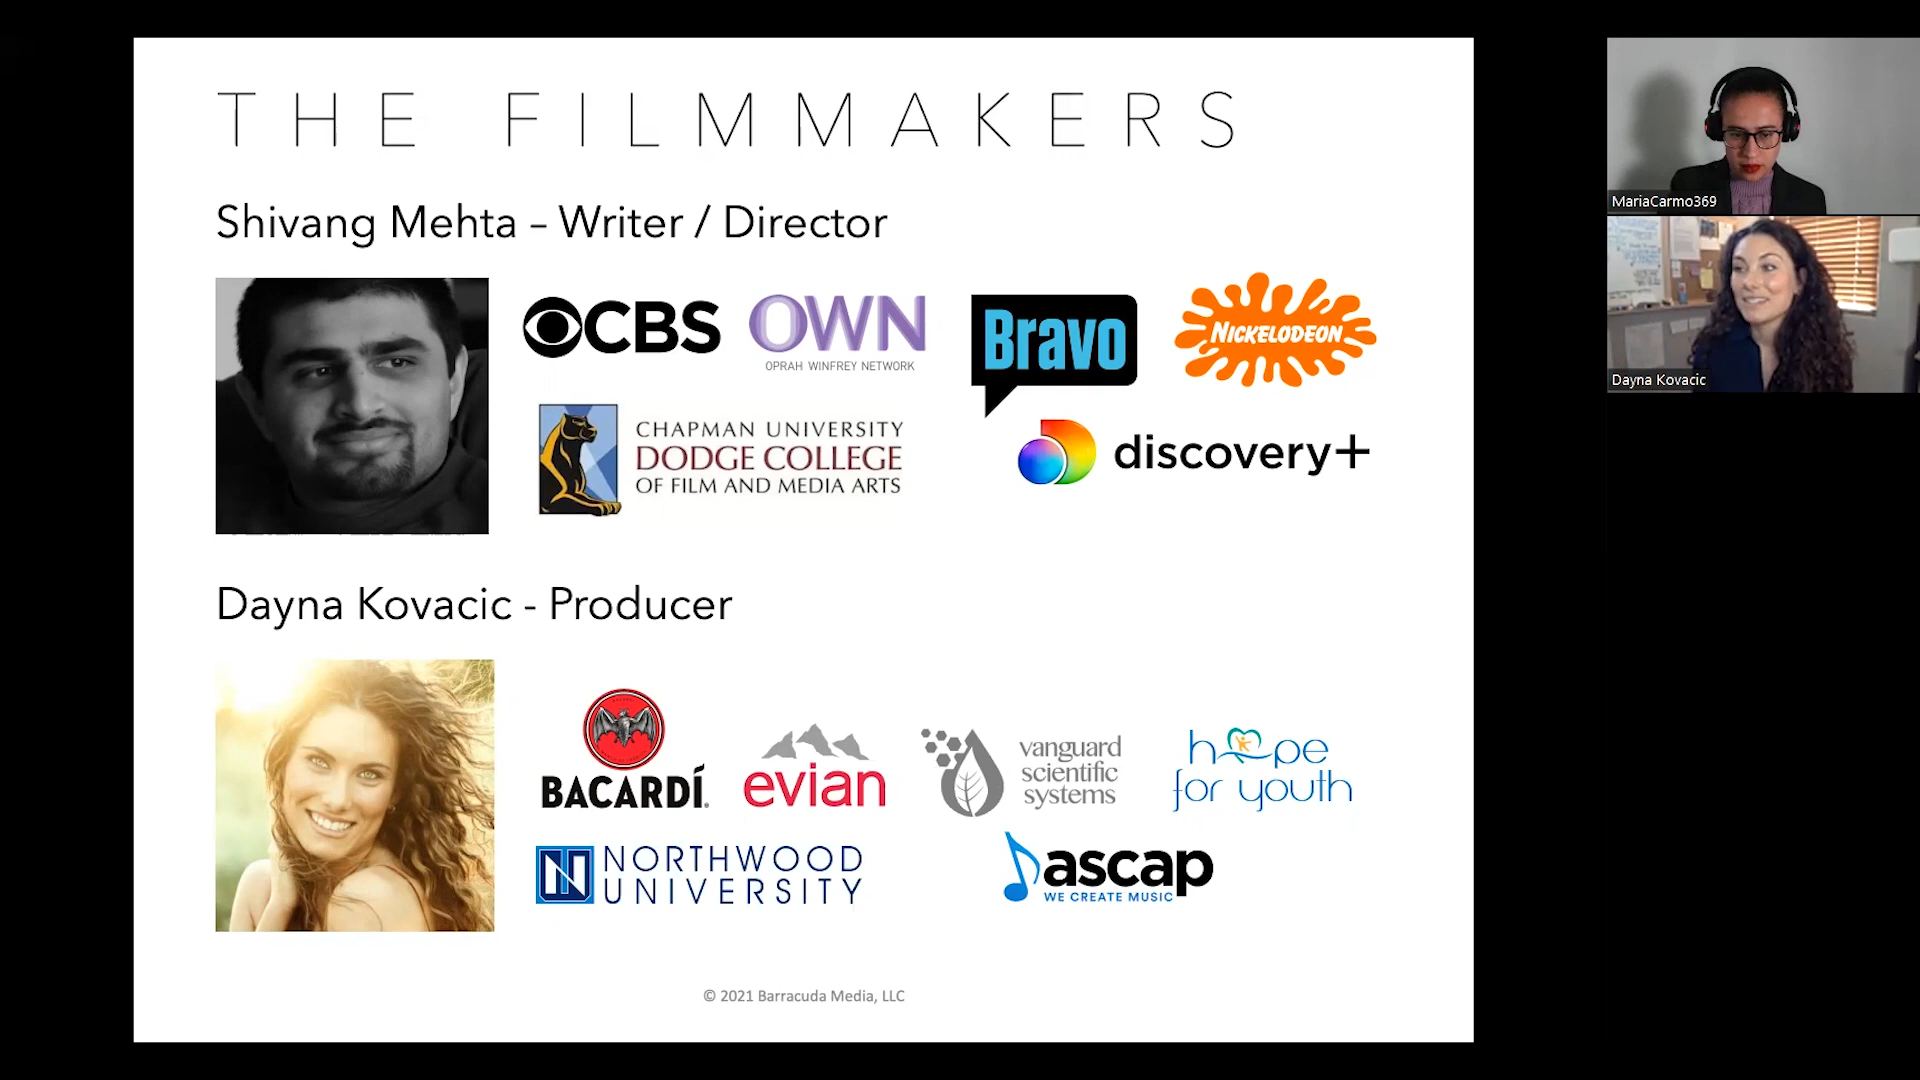 THE FILMMAKERS
Shivang Mehta – Writer / Director
CBS
OWN
OPRAH WINFREY NETWORK
Bravo
NICKELODEON
CHAPMAN UNIVERSITY
DODGE COLLEGE
OF FILM AND MEDIA ARTS
discovery+
Dayna Kovacic - Producer
BACARDÍ
evian
vanguard
scientific
systems
hope
for youth
NORTHWOOD
UNIVERSITY
ascap
WE CREATE MUSIC
© 2021 Barracuda Media, LLC
MariaCarmo369
Dayna Kovacic